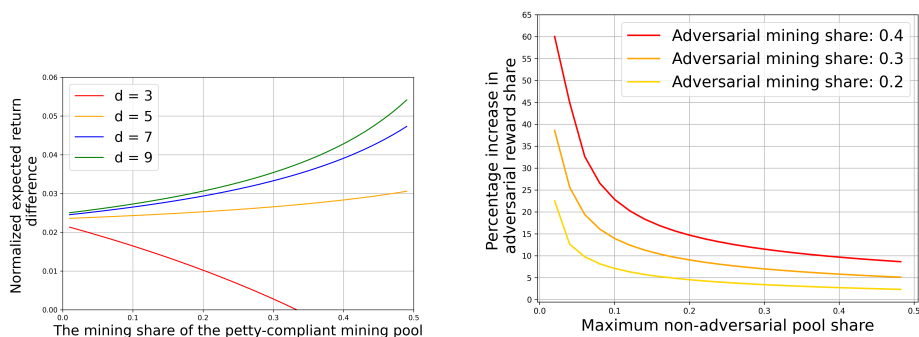 0.06
0.05
0.04
0.03
0.02
0.01
0.00
Normalized expected return
difference
d = 3
d = 5
d = 7
d = 9
0.0 0.1 0.2 0.3 0.4 0.5
The mining share of the petty-compliant mining pool
65
60
55
50
45
40
35
30
25
20
15
10
5
0
Percentage increase in
adversarial reward share
Adversarial mining share: 0.4
Adversarial mining share: 0.3
Adversarial mining share: 0.2
0.0 0.1 0.2 0.3 0.4 0.5
Maximum non-adversarial pool share